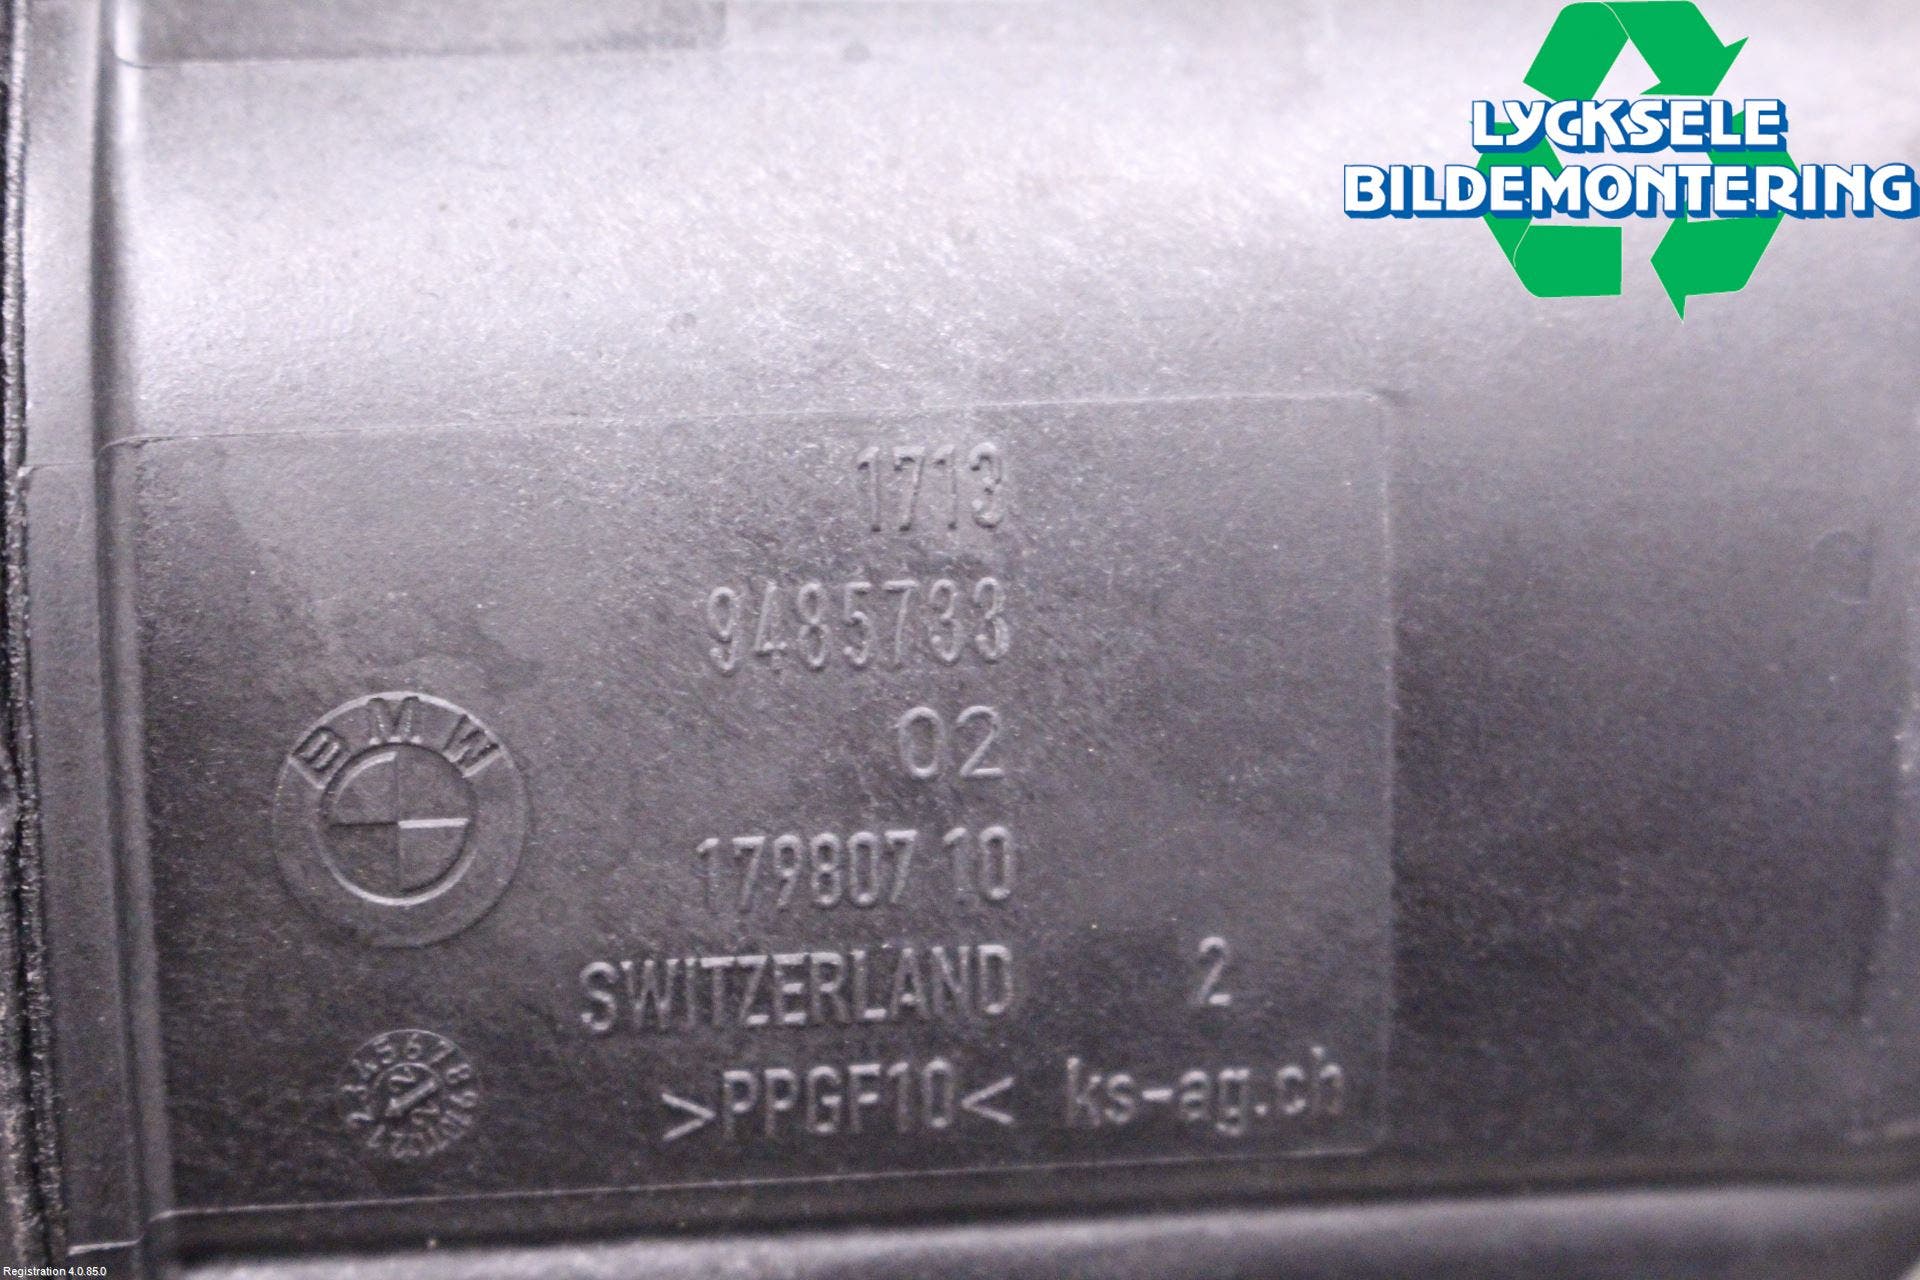 LYCKSELE
BILDEMONTERING
1713
9485733
02
BMW
179807 10
SWITZERLAND 2
>PPGF10< ks-ag.ch
Registration 4.0.85.0